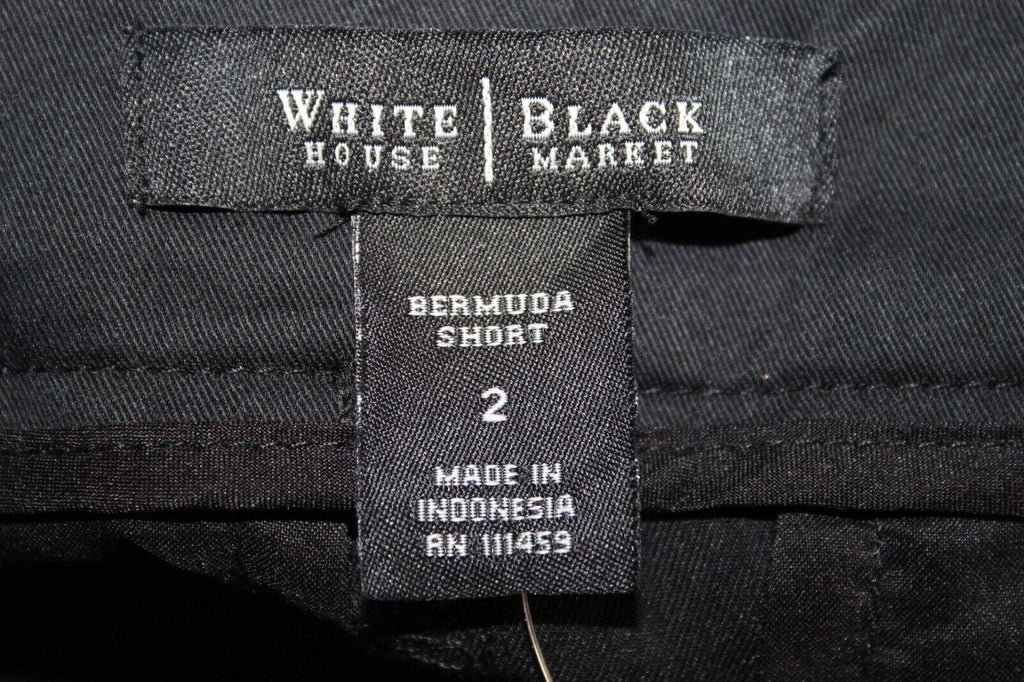 WHITE | BLACK
HOUSE | MARKET
BERMUDA
SHORT
2
MADE IN
INDONESIA
RN 111459